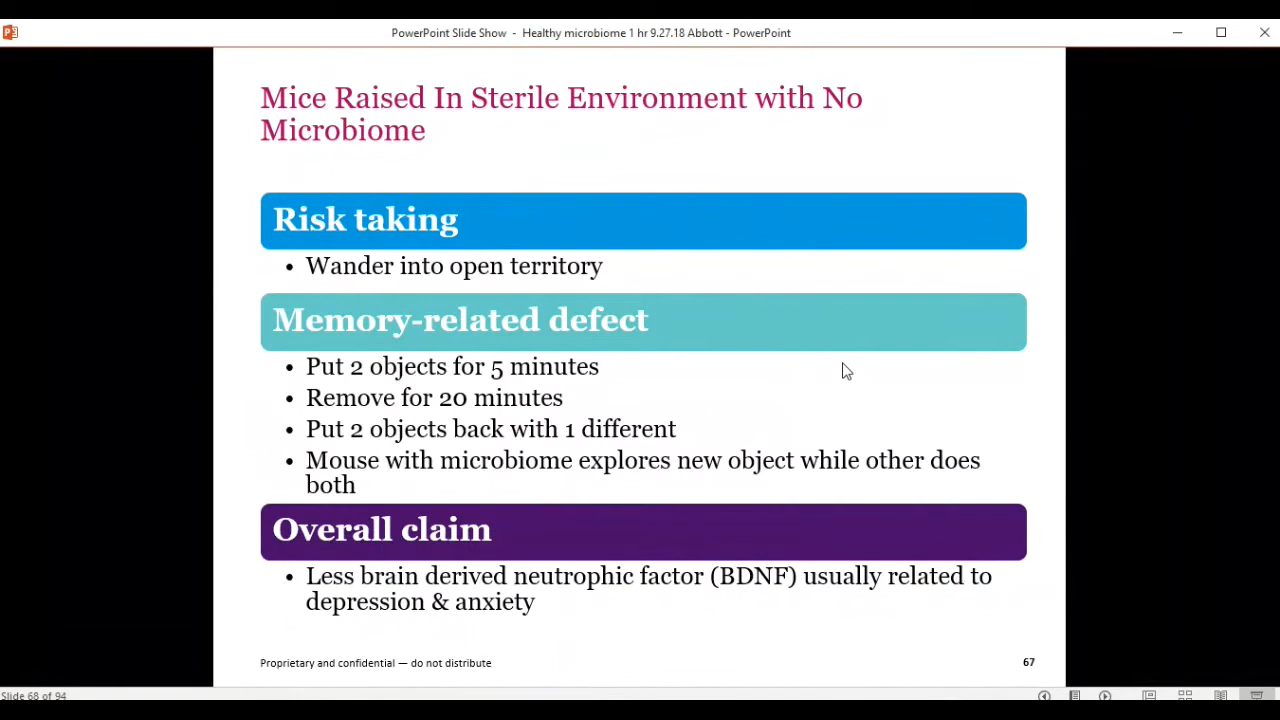 PowerPoint Slide Show - Healthy microbiome 1 hr 9.27.18 Abbott - PowerPoint
Mice Raised In Sterile Environment with No
Microbiome
Risk taking
• Wander into open territory
Memory-related defect
• Put 2 objects for 5 minutes
• Remove for 20 minutes
• Put 2 objects back with 1 different
• Mouse with microbiome explores new object while other does
both
Overall claim
• Less brain derived neutrophic factor (BDNF) usually related to
depression & anxiety
Proprietary and confidential — do not distribute
67
Slide 68 of 94